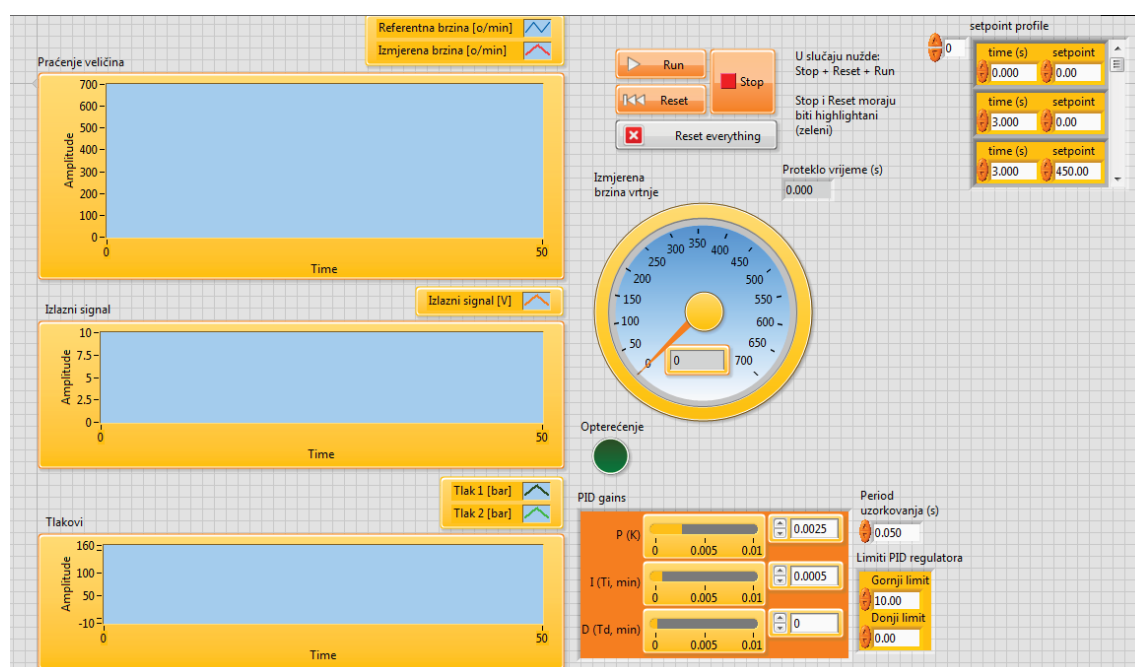 Referentna brzina [o/min]
Izmjerena brzina [o/min]
Praćenje veličina
700
600
500
400
300
200
100
0
Amplitude
0
50
Time
Izlazni signal [V]
Izlazni signal
10
7.5
5
2.5
0
Amplitude
0
50
Time
Tlak 1 [bar]
Tlak 2 [bar]
Tlakovi
160
100
50
-10
Amplitude
0
50
Time
Run
Reset
Stop
Reset everything
U slučaju nužde:
Stop + Reset + Run
Stop i Reset moraju
biti highlightani
(zeleni)
Proteklo vrijeme (s)
0.000
Izmjerena
brzina vrtnje
0
50
100
150
200
250
300
350
400
450
500
550
600
650
700
0
Opterećenje
PID gains
P (K)
0 0.005 0.01
0.0025
I (Ti, min)
0 0.005 0.01
0.0005
D (Td, min)
0 0.005 0.01
0
Period
uzorkovanja (s)
0.050
Limiti PID regulatora
Gornji limit
10.00
Donji limit
0.00
setpoint profile
0
time (s) setpoint
0.000 0.00
time (s) setpoint
3.000 0.00
time (s) setpoint
3.000 450.00